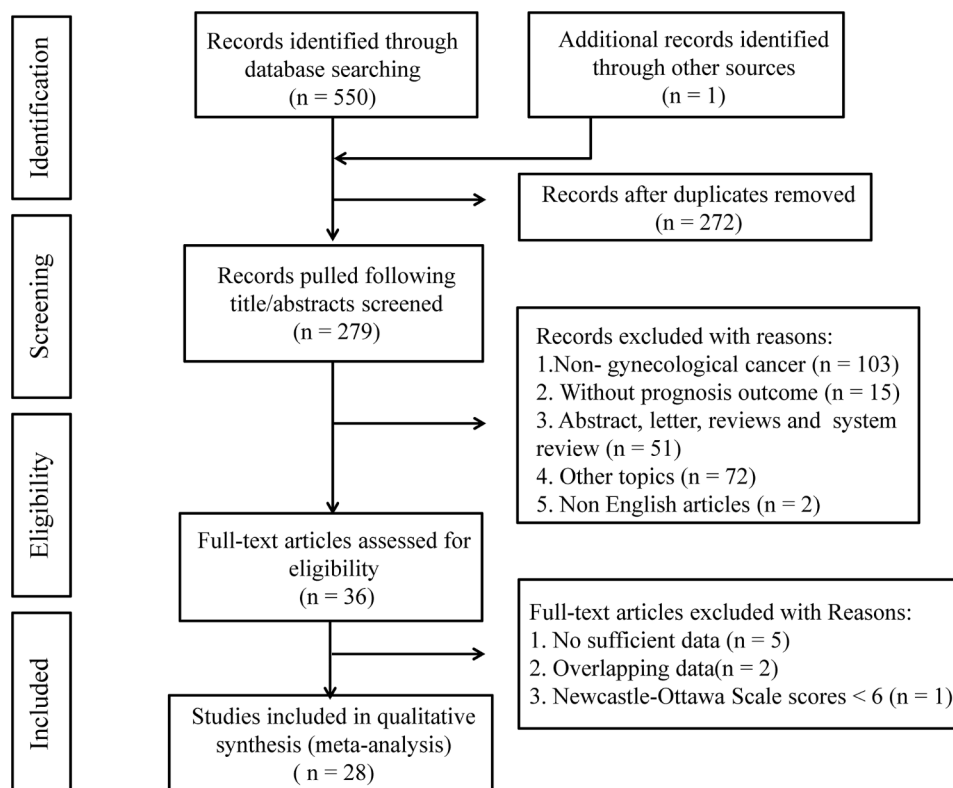 Identification
Records identified through
database searching
(n = 550)
Additional records identified
through other sources
(n = 1)
Records after duplicates removed
(n = 272)
Screening
Records pulled following
title/abstracts screened
(n = 279)
Records excluded with reasons:
1.Non- gynecological cancer (n = 103)
2. Without prognosis outcome (n = 15)
3. Abstract, letter, reviews and system
review (n = 51)
4. Other topics (n = 72)
5. Non English articles (n = 2)
Eligibility
Full-text articles assessed for
eligibility
(n = 36)
Full-text articles excluded with Reasons:
1. No sufficient data (n = 5)
2. Overlapping data(n = 2)
3. Newcastle-Ottawa Scale scores < 6 (n = 1)
Included
Studies included in qualitative
synthesis (meta-analysis)
( n = 28)